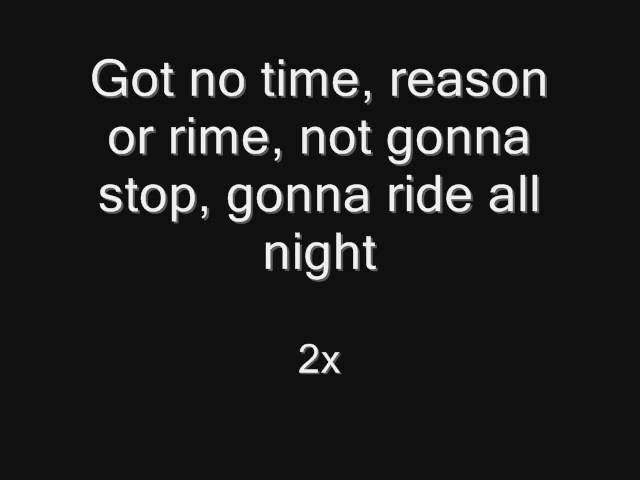 Got no time, reason
or rime, not gonna
stop, gonna ride all
night
2x